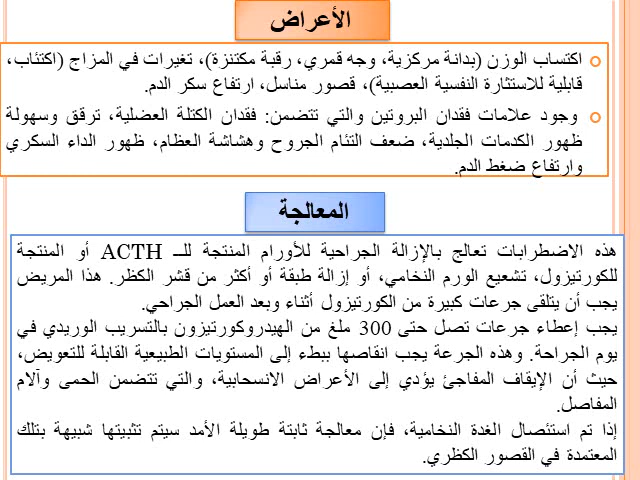 الأعراض
اكتساب الوزن (بدانة مركزية، وجه قمري، رقبة مكتنزة)، تغيرات في المزاج (اكتئاب،
قابلية للاستثارة النفسية العصبية)، قصور مناسل، ارتفاع سكر الدم.
وجود علامات فقدان البروتين والتي تتضمن: فقدان الكتلة العضلية، ترقق وسهولة
ظهور الكدمات الجلدية، ضعف التئام الجروح وهشاشة العظام، ظهور الداء السكري
وارتفاع ضغط الدم.
المعالجة
هذه الاضطرابات تعالج بالإزالة الجراحية للأورام المنتجة للـ ACTH أو المنتجة
للكورتيزول، تشعيع الورم النخامي، أو إزالة طبقة أو أكثر من قشر الكظر. هذا المريض
يجب أن يتلقى جرعات كبيرة من الكورتيزول أثناء وبعد العمل الجراحي.
يجب إعطاء جرعات تصل حتى 300 ملغ من الهيدروكورتيزون بالتسريب الوريدي في
يوم الجراحة. وهذه الجرعة يجب انقاصها ببطء إلى المستويات الطبيعية القابلة للتعويض،
حيث أن الإيقاف المفاجئ يؤدي إلى الأعراض الانسحابية، والتي تتضمن الحمى وآلام
المفاصل.
إذا تم استئصال الغدة النخامية، فإن معالجة ثابتة طويلة الأمد سيتم تثبيتها شبيهة بتلك
المعتمدة في القصور الكظري.